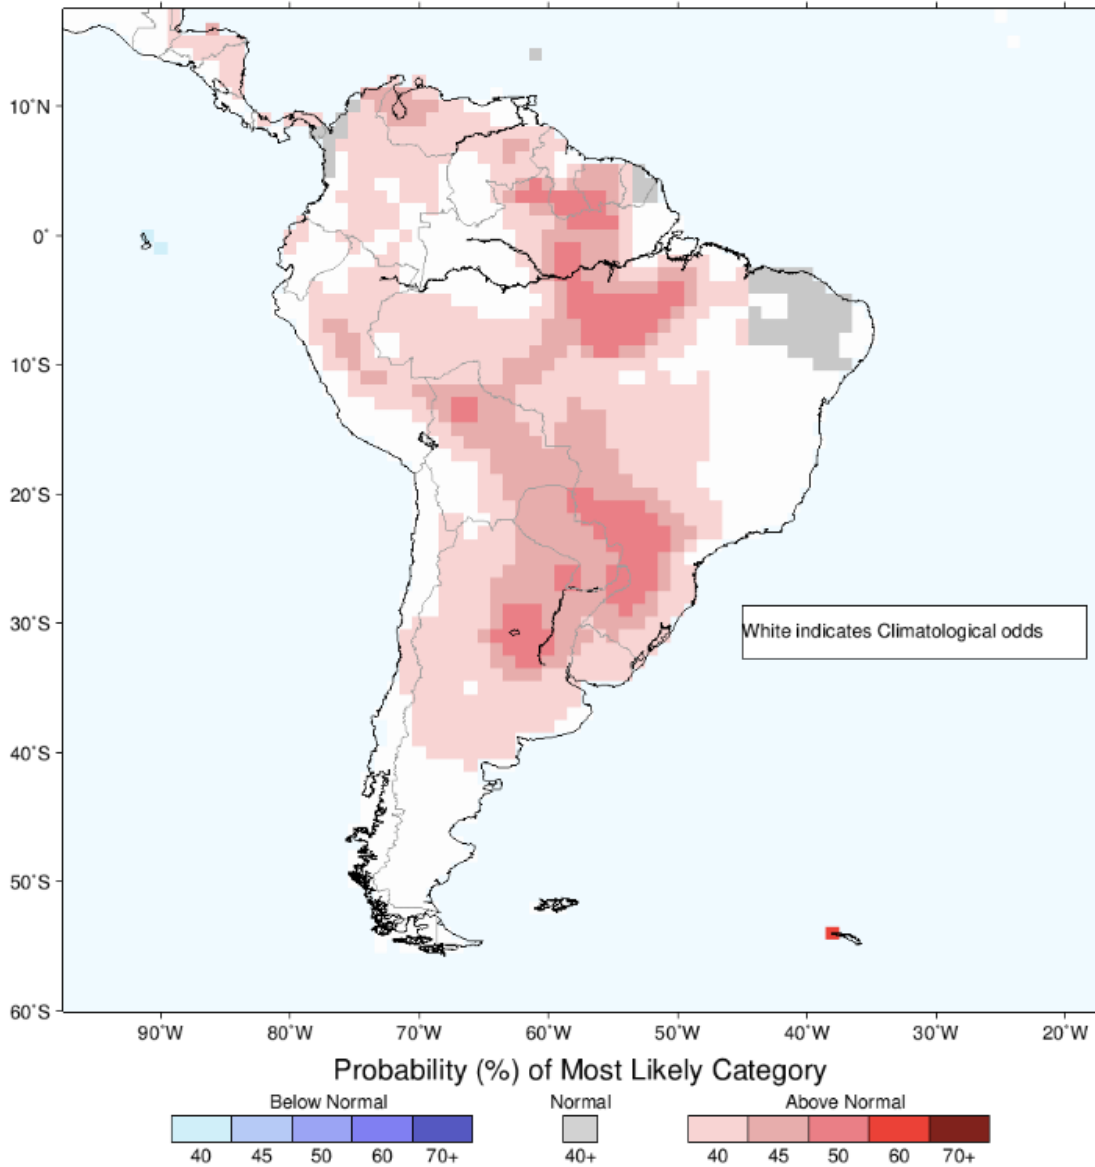 10°N
0°
10°S
20°S
30°S
White indicates Climatological odds
40°S
50°S
60°S
90°W 80°W 70°W 60°W 50°W 40°W 30°W 20°W
Probability (%) of Most Likely Category
Below Normal Normal Above Normal
40 45 50 60 70+ 40+ 40 45 50 60 70+